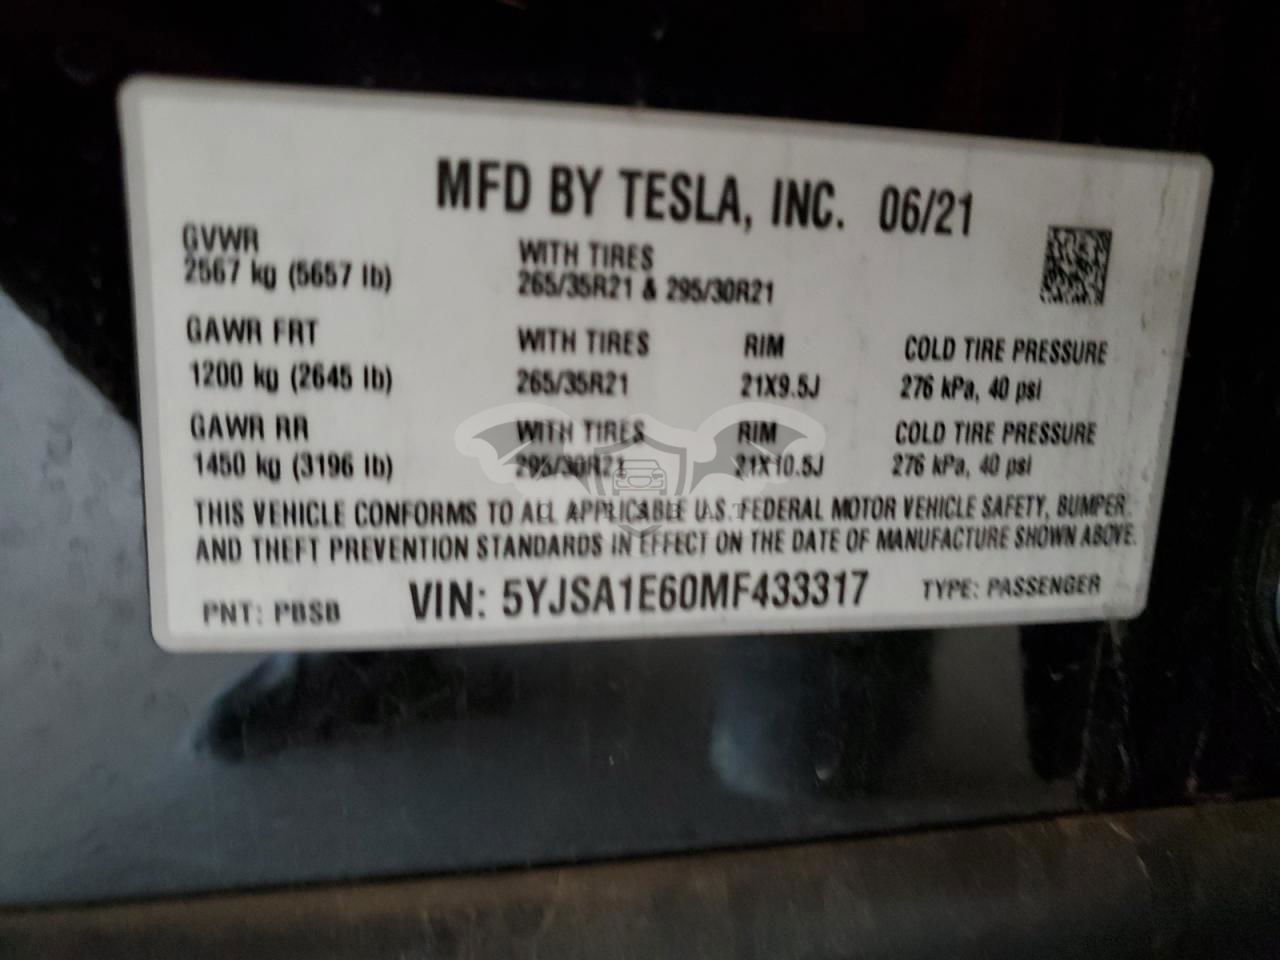 MFD BY TESLA, INC. 06/21
GVWR
2567 kg (5657 lb)
WITH TIRES
265/35R21 & 295/30R21
GAWR FRT
1200 kg (2645 lb)
WITH TIRES
265/35R21
RIM
21X9.5J
COLD TIRE PRESSURE
276 kPa, 40 psi
GAWR RR
1450 kg (3196 lb)
WITH TIRES
295/30R21
RIM
21X10.5J
COLD TIRE PRESSURE
276 kPa, 40 psi
THIS VEHICLE CONFORMS TO ALL APPLICABLE U.S. FEDERAL MOTOR VEHICLE SAFETY, BUMPER,
AND THEFT PREVENTION STANDARDS IN EFFECT ON THE DATE OF MANUFACTURE SHOWN ABOVE.
PNT: PBSB VIN: 5YJSA1E60MF433317 TYPE: PASSENGER